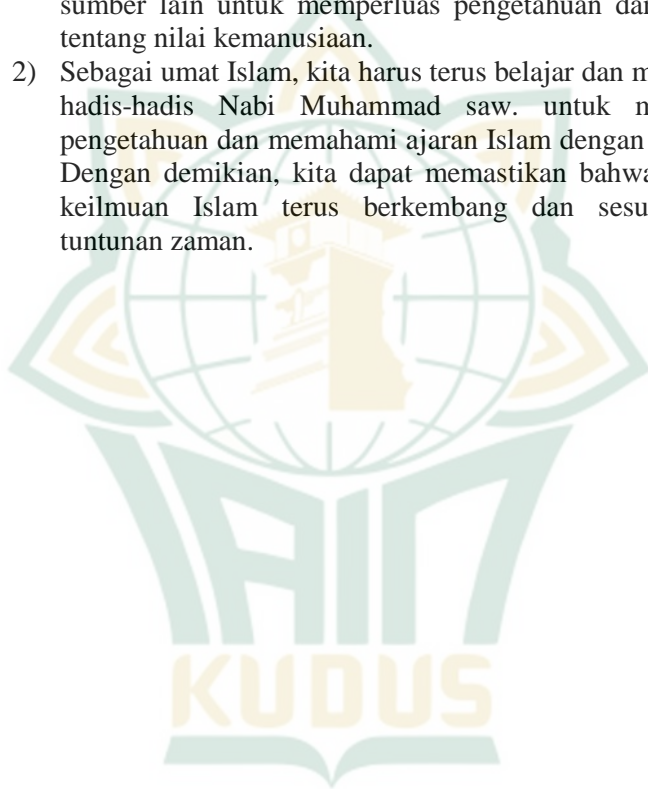 sumber lain untuk memperluas pengetahuan dan
tentang nilai kemanusiaan.
2) Sebagai umat Islam, kita harus terus belajar dan m
hadis-hadis Nabi Muhammad saw. untuk m
pengetahuan dan memahami ajaran Islam dengan
Dengan demikian, kita dapat memastikan bahwa
keilmuan Islam terus berkembang dan sesu
tuntunan zaman.
IAIN
KUDUS